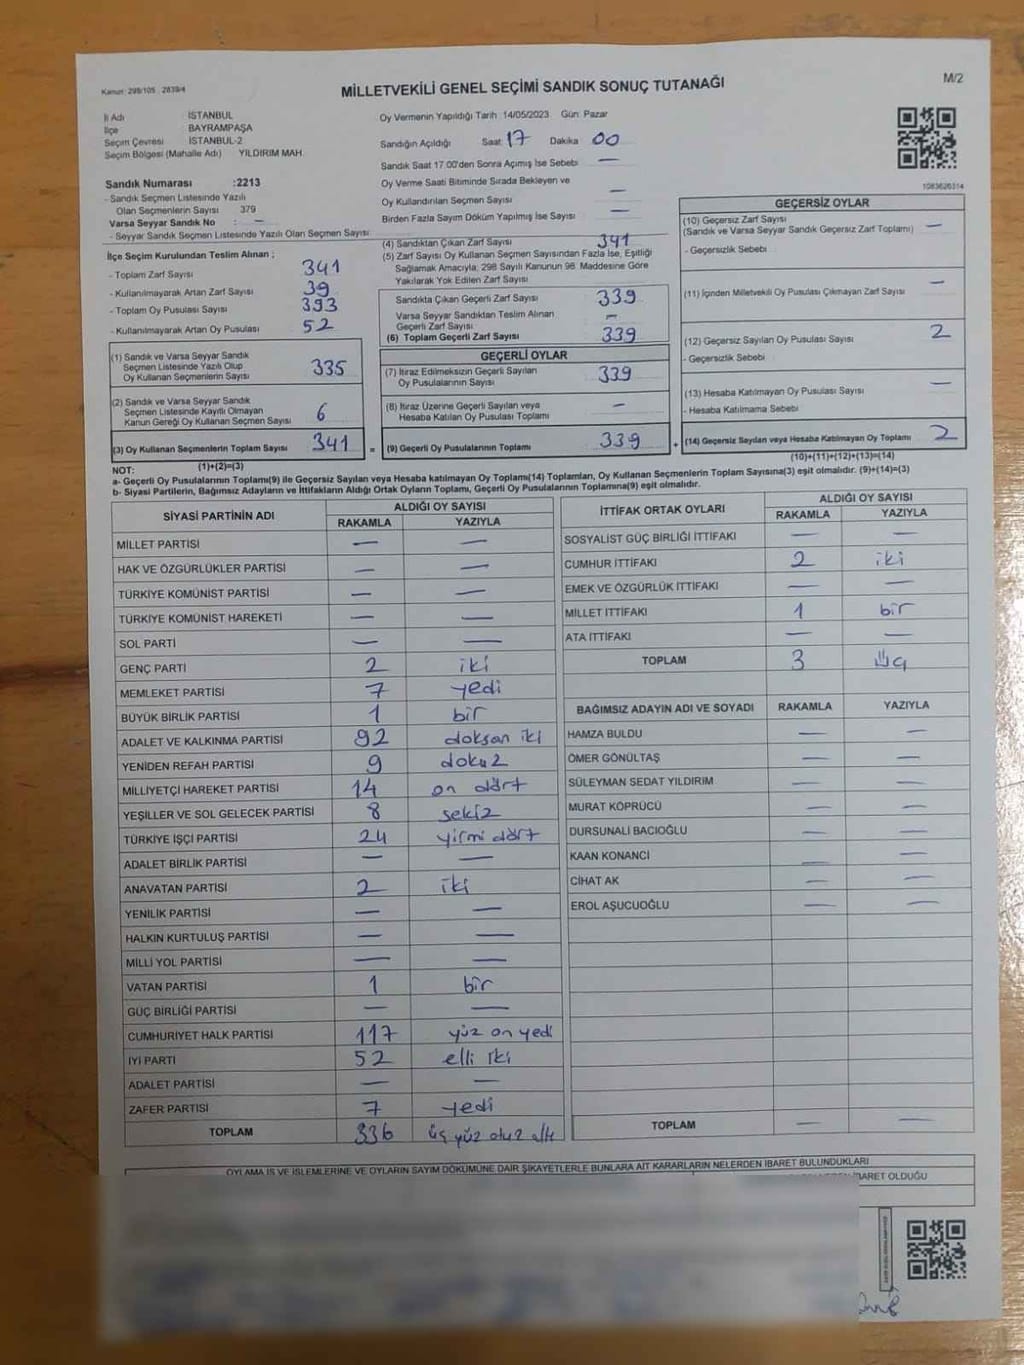 Kanun: 298/105 . 2839/4
MİLLETVEKİLİ GENEL SEÇİMİ SANDIK SONUÇ TUTANAĞI
M/2
İl Adı İSTANBUL
İlçe BAYRAMPAŞA
Seçim Çevresi İSTANBUL-2
Seçim Bölgesi (Mahalle Adı) YILDIRIM MAH.
Sandık Numarası :2213
- Sandık Seçmen Listesinde Yazılı
Olan Seçmenlerin Sayısı 379
Varsa Seyyar Sandık No : —
- Seyyar Sandık Seçmen Listesinde Yazılı Olan Seçmen Sayısı
İlçe Seçim Kurulundan Teslim Alınan ;
- Toplam Zarf Sayısı 341
- Kullanılmayarak Artan Zarf Sayısı 39
- Toplam Oy Pusulası Sayısı 393
- Kullanılmayarak Artan Oy Pusulası 52
(1) Sandık ve Varsa Seyyar Sandık
Seçmen Listesinde Yazılı Olup
Oy Kullanan Seçmenlerin Sayısı 335
(2) Sandık ve Varsa Seyyar Sandık
Seçmen Listesinde Kayıtlı Olmayan
Kanun Gereği Oy Kullanan Seçmen Sayısı 6
(3) Oy Kullanan Seçmenlerin Toplam Sayısı 341 =
Oy Vermenin Yapıldığı Tarih 14/05/2023 Gün: Pazar
Sandığın Açıldığı Saat 17 Dakika 00
Sandık Saat 17.00'den Sonra Açımış İse Sebebi —
Oy Verme Saati Bitiminde Sırada Bekleyen ve
Oy Kullandırılan Seçmen Sayısı —
Birden Fazla Sayım Döküm Yapılmış İse Sayısı —
(4) Sandıktan Çıkan Zarf Sayısı 341
(5) Zarf Sayısı Oy Kullanan Seçmen Sayısından Fazla İse, Eşitliği
Sağlamak Amacıyla; 298 Sayılı Kanunun 98. Maddesine Göre
Yakılarak Yok Edilen Zarf Sayısı
Sandıkta Çıkan Geçerli Zarf Sayısı 339
Varsa Seyyar Sandıktan Teslim Alınan
Geçerli Zarf Sayısı —
(6) Toplam Geçerli Zarf Sayısı 339
GEÇERLİ OYLAR
(7) İtiraz Edilmeksizin Geçerli Sayılan
Oy Pusulalarının Sayısı 339
(8) İtiraz Üzerine Geçerli Sayılan veya
Hesaba Katılan Oy Pusulası Toplamı —
(9) Geçerli Oy Pusulalarının Toplamı 339 +
1083626314
GEÇERSİZ OYLAR
(10) Geçersiz Zarf Sayısı
(Sandık ve Varsa Seyyar Sandık Geçersiz Zarf Toplamı) —
- Geçersizlik Sebebi
(11) İçinden Milletvekili Oy Pusulası Çıkmayan Zarf Sayısı —
(12) Geçersiz Sayılan Oy Pusulası Sayısı 2
- Geçersizlik Sebebi
(13) Hesaba Katılmayan Oy Pusulası Sayısı —
- Hesaba Katılmama Sebebi
(14) Geçersiz Sayılan veya Hesaba Katılmayan Oy Toplamı 2
NOT: (1)+(2)=(3) (10)+(11)+(12)+(13)=(14)
a- Geçerli Oy Pusulalarının Toplamı(9) ile Geçersiz Sayılan veya Hesaba katılmayan Oy Toplamı(14) Toplamları, Oy Kullanan Seçmenlerin Toplam Sayısına(3) eşit olmalıdır. (9)+(14)=(3)
b- Siyasi Partilerin, Bağımsız Adayların ve İttifakların Aldığı Ortak Oyların Toplamı, Geçerli Oy Pusulalarının Toplamına(9) eşit olmalıdır.
SİYASİ PARTİNİN ADI ALDIĞI OY SAYISI
RAKAMLA YAZIYLA
MİLLET PARTİSİ — —
HAK VE ÖZGÜRLÜKLER PARTİSİ — —
TÜRKİYE KOMÜNİST PARTİSİ — —
TÜRKİYE KOMÜNİST HAREKETİ — —
SOL PARTİ — —
GENÇ PARTİ 2 iki
MEMLEKET PARTİSİ 7 yedi
BÜYÜK BİRLİK PARTİSİ 1 bir
ADALET VE KALKINMA PARTİSİ 92 doksan iki
YENİDEN REFAH PARTİSİ 9 dokuz
MİLLİYETÇİ HAREKET PARTİSİ 14 on dört
YEŞİLLER VE SOL GELECEK PARTİSİ 8 sekiz
TÜRKİYE İŞÇİ PARTİSİ 24 yirmi dört
ADALET BİRLİK PARTİSİ — —
ANAVATAN PARTİSİ 2 iki
YENİLİK PARTİSİ — —
HALKIN KURTULUŞ PARTİSİ — —
MİLLİ YOL PARTİSİ — —
VATAN PARTİSİ 1 bir
GÜÇ BİRLİĞİ PARTİSİ — —
CUMHURİYET HALK PARTİSİ 117 yüz on yedi
İYİ PARTİ 52 elli iki
ADALET PARTİSİ — —
ZAFER PARTİSİ 7 yedi
TOPLAM 336 üç yüz otuz altı
İTTİFAK ORTAK OYLARI ALDIĞI OY SAYISI
RAKAMLA YAZIYLA
SOSYALİST GÜÇ BİRLİĞİ İTTİFAKI — —
CUMHUR İTTİFAKI 2 iki
EMEK VE ÖZGÜRLÜK İTTİFAKI — —
MİLLET İTTİFAKI 1 bir
ATA İTTİFAKI — —
TOPLAM 3 üç
BAĞIMSIZ ADAYIN ADI VE SOYADI RAKAMLA YAZIYLA
HAMZA BULDU — —
ÖMER GÖNÜLTAŞ — —
SÜLEYMAN SEDAT YILDIRIM — —
MURAT KÖPRÜCÜ — —
DURSUNALİ BACIOĞLU — —
KAAN KONANCI — —
CİHAT AK — —
EROL AŞUCUOĞLU — —
TOPLAM — —
OYLAMA İŞ VE İŞLEMLERİNE VE OYLARIN SAYIM DÖKÜMÜNE DAİR ŞİKAYETLERLE BUNLARA AİT KARARLARIN NELERDEN İBARET BULUNDUKLARI
İBARET OLDUĞU